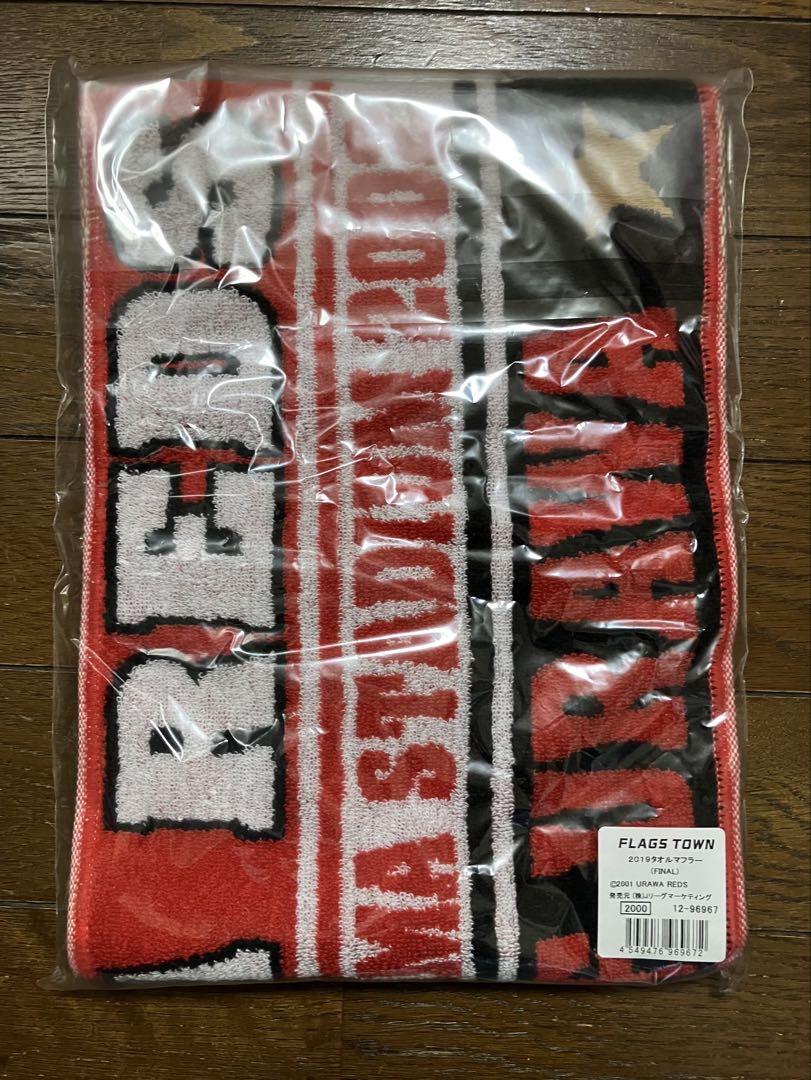 REDS
MA STADIUM 200
URAWA
FLAGS TOWN
2019タオルマフラー
(FINAL)
©2001 URAWA REDS
発売元 (株)Jリーグマーケティング
2000 12-96967
4 549476 969672